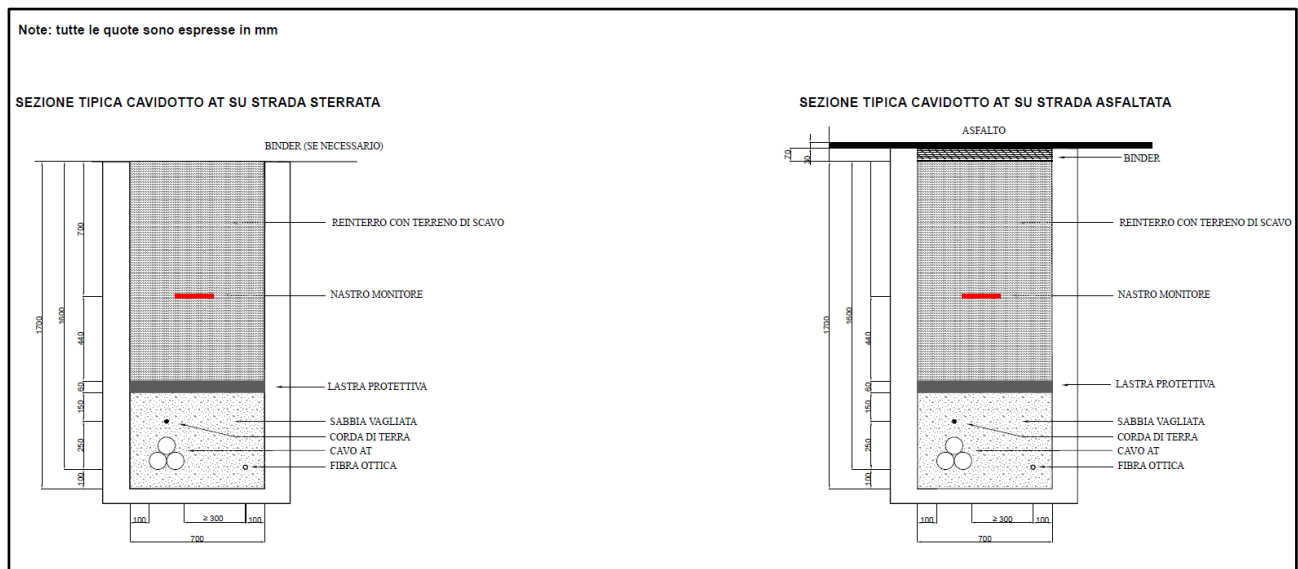 Note: tutte le quote sono espresse in mm
SEZIONE TIPICA CAVIDOTTO AT SU STRADA STERRATA
BINDER (SE NECESSARIO)
REINTERRO CON TERRENO DI SCAVO
NASTRO MONITORE
LASTRA PROTETTIVA
SABBIA VAGLIATA
CORDA DI TERRA
CAVO AT
FIBRA OTTICA
1700
1600
700
440
60
150
250
100
100
≥ 300
100
700
SEZIONE TIPICA CAVIDOTTO AT SU STRADA ASFALTATA
ASFALTO
BINDER
REINTERRO CON TERRENO DI SCAVO
NASTRO MONITORE
LASTRA PROTETTIVA
SABBIA VAGLIATA
CORDA DI TERRA
CAVO AT
FIBRA OTTICA
70
1700
1600
440
60
150
250
100
100
≥ 300
100
700